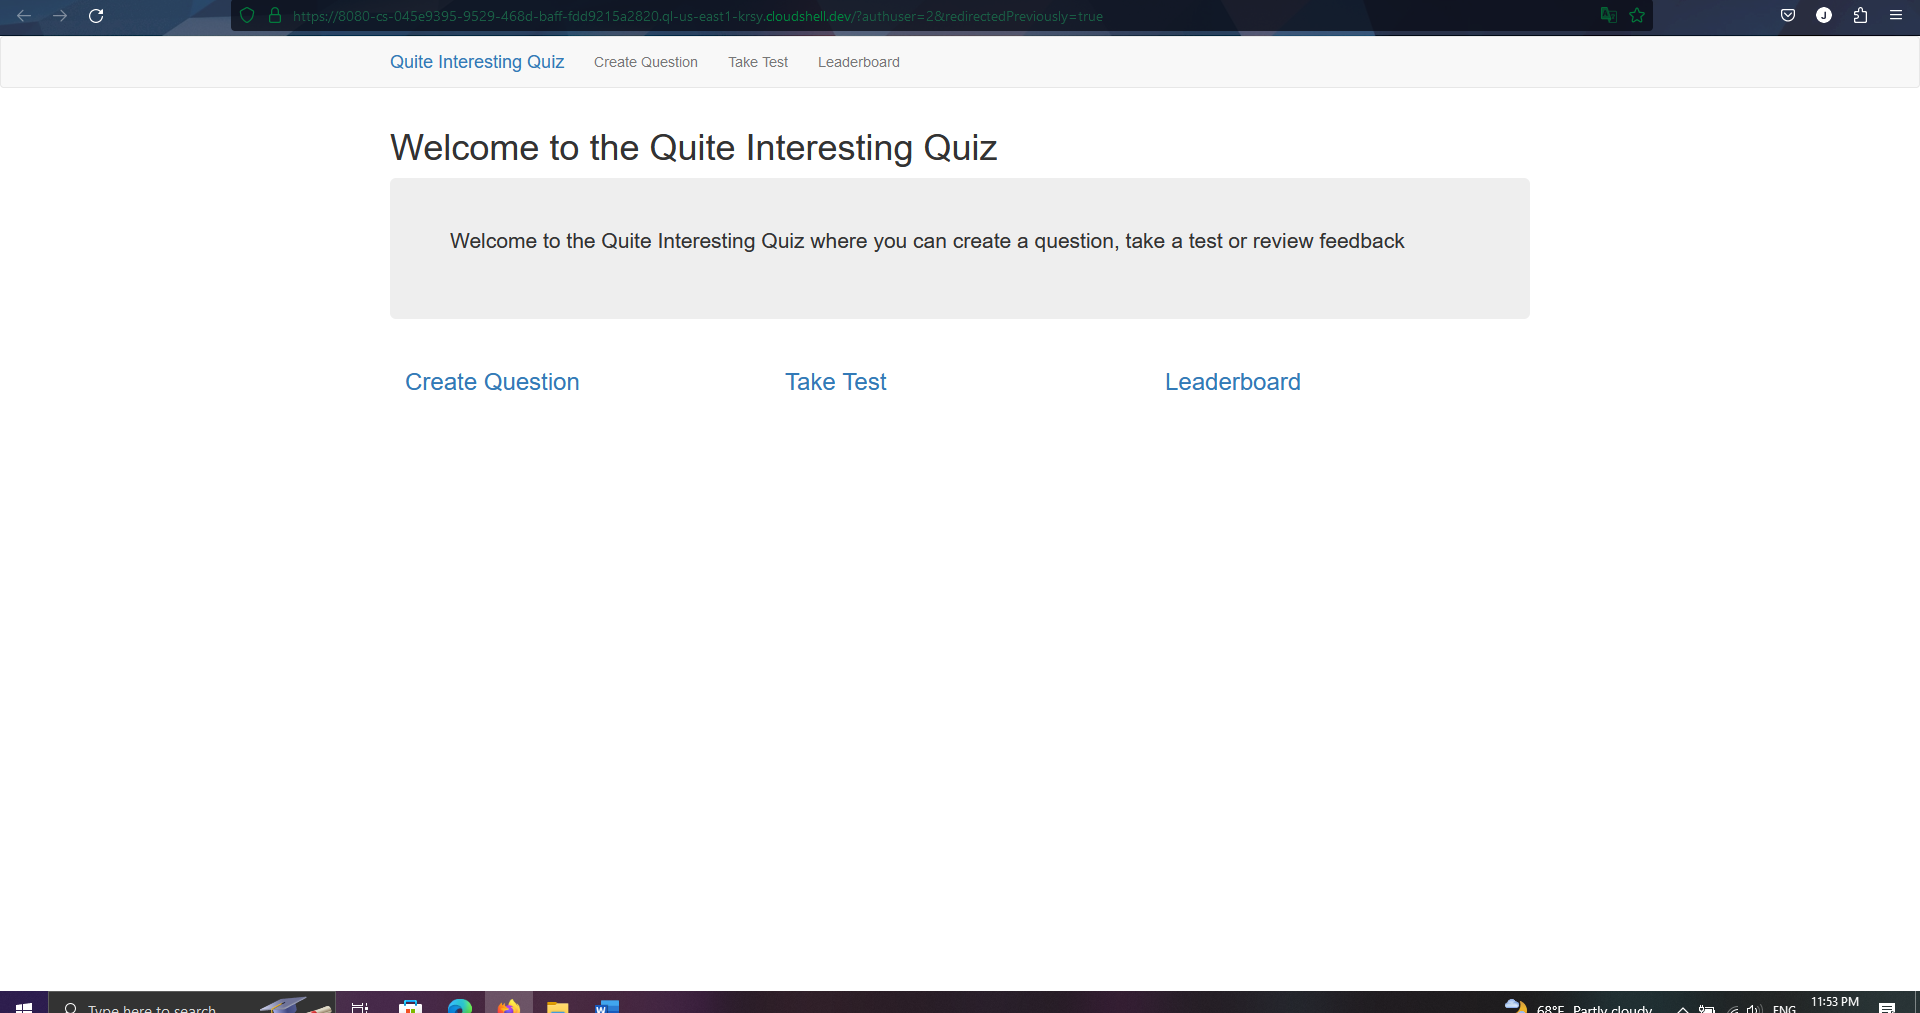 https://8080-cs-045e9395-9529-468d-baff-fdd9215a2820.ql-us-east1-krsy.cloudshell.dev/?authuser=2&redirectedPreviously=true
J
Quite Interesting Quiz Create Question Take Test Leaderboard
Welcome to the Quite Interesting Quiz
Welcome to the Quite Interesting Quiz where you can create a question, take a test or review feedback
Create Question Take Test Leaderboard
Type here to search
68°F Partly cloudy
ENG
11:53 PM